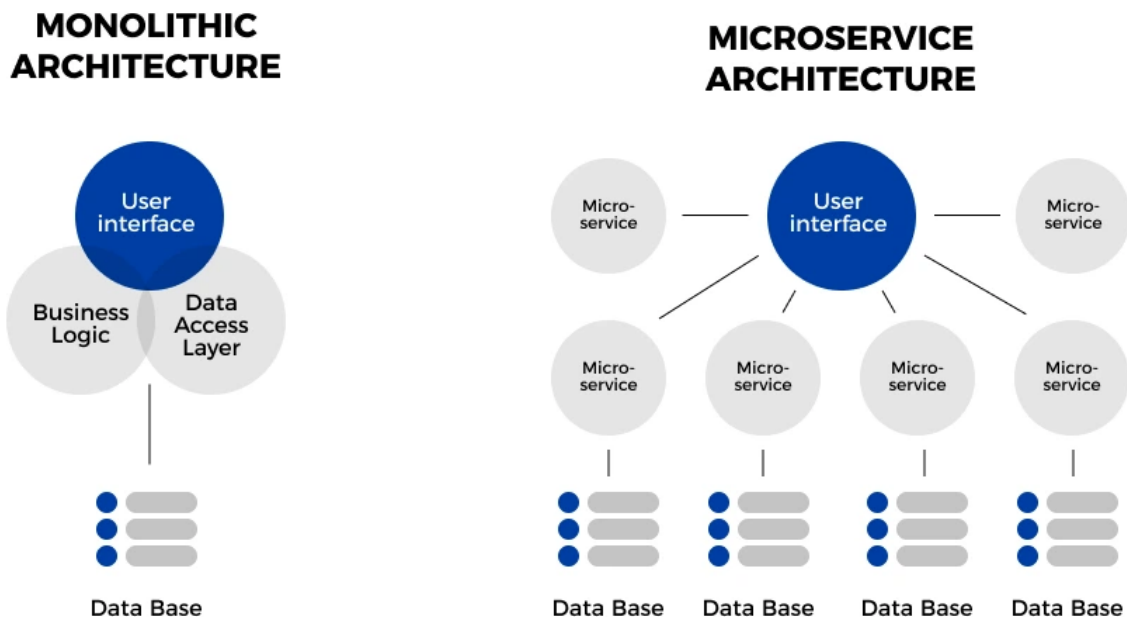 MONOLITHIC
ARCHITECTURE
User
interface
Business
Logic
Data
Access
Layer
Data Base
MICROSERVICE
ARCHITECTURE
Micro-
service
User
interface
Micro-
service
Micro-
service
Micro-
service
Micro-
service
Micro-
service
Data Base
Data Base
Data Base
Data Base